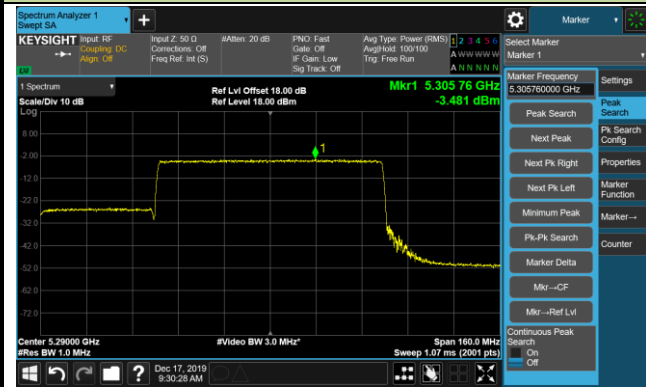 Spectrum Analyzer 1
Swept SA
Marker
KEYSIGHT
Input: RF
Coupling: DC
Align: Off
Input Z: 50 Ω
Corrections: Off
Freq Ref: Int (S)
#Atten: 20 dB
PNO: Fast
Gate: Off
IF Gain: Low
Sig Track: Off
Avg Type: Power (RMS)
Avg|Hold: 100/100
Trig: Free Run
1 2 3 4 5 6
A W W W W W
A N N N N N
Select Marker
Marker 1
1 Spectrum
Scale/Div 10 dB
Log
Ref Lvl Offset 18.00 dB
Ref Level 18.00 dBm
Mkr1 5.305 76 GHz
-3.481 dBm
8.00
-2.00
-12.0
-22.0
-32.0
-42.0
-52.0
-62.0
-72.0
1
Center 5.29000 GHz
#Res BW 1.0 MHz
#Video BW 3.0 MHz*
Span 160.0 MHz
Sweep 1.07 ms (2001 pts)
Marker Frequency
5.305760000 GHz
Peak Search
Next Peak
Next Pk Right
Next Pk Left
Minimum Peak
Pk-Pk Search
Marker Delta
Mkr→CF
Mkr→Ref Lvl
Continuous Peak
Search
On
Off
Settings
Peak
Search
Pk Search
Config
Properties
Marker
Function
Marker→
Counter
?
Dec 17, 2019
9:30:28 AM